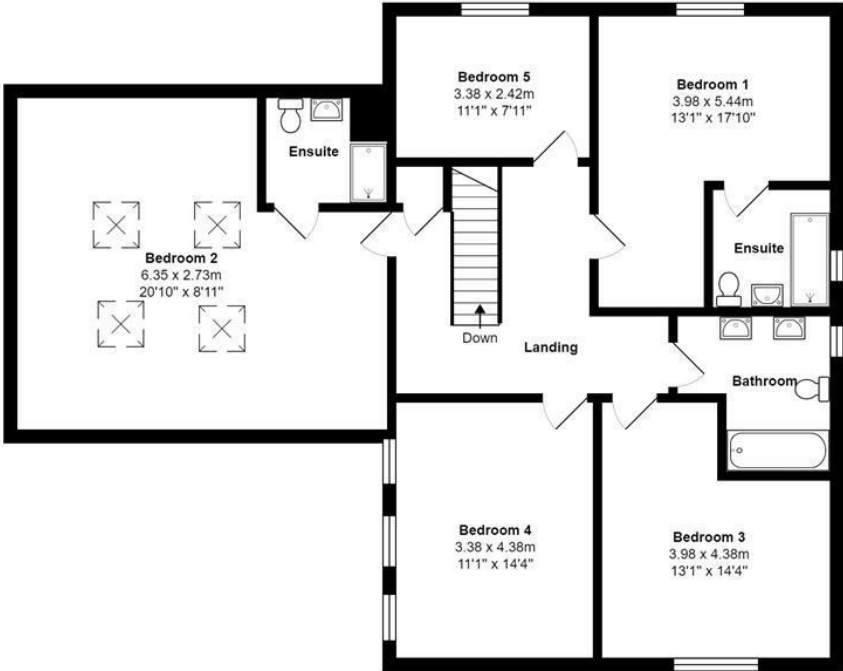 Bedroom 5
3.38 x 2.42m
11'1" x 7'11"
Bedroom 1
3.98 x 5.44m
13'1" x 17'10"
Ensuite
Bedroom 2
6.35 x 2.73m
20'10" x 8'11"
Ensuite
Down
Landing
Bathroom
Bedroom 4
3.38 x 4.38m
11'1" x 14'4"
Bedroom 3
3.98 x 4.38m
13'1" x 14'4"